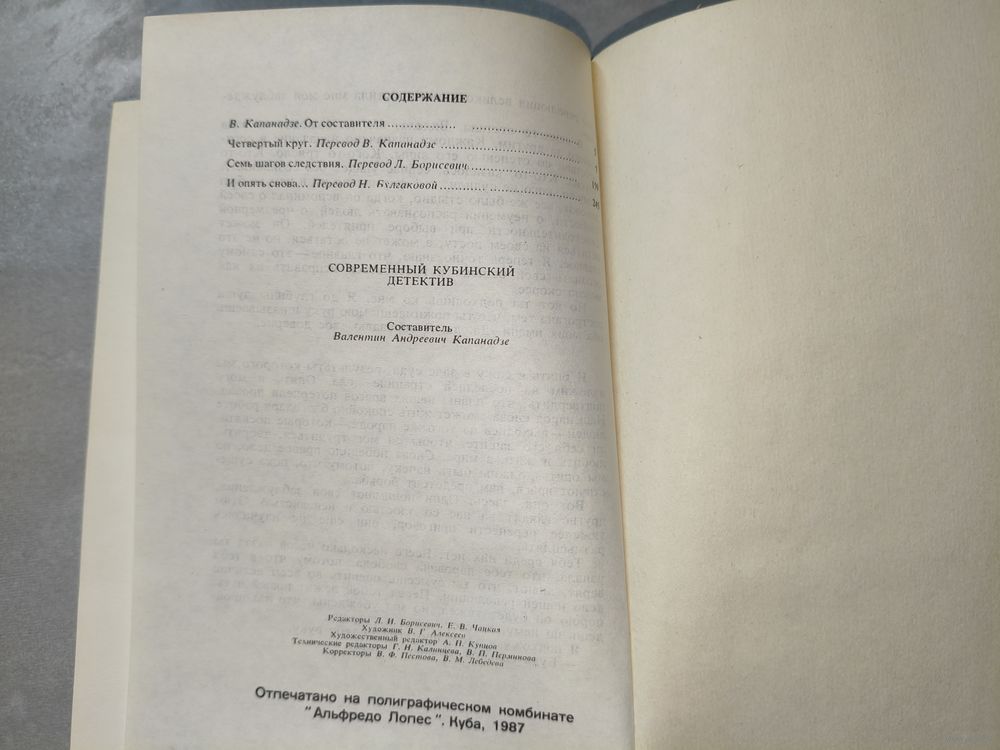 СОДЕРЖАНИЕ
В. Капанадзе. От составителя
Четвертый круг. Перевод В. Капанадзе
Семь шагов следствия. Перевод Л. Борисевич
И опять снова... Перевод Н. Булгаковой
СОВРЕМЕННЫЙ КУБИНСКИЙ
ДЕТЕКТИВ
Составитель
Валентин Андреевич Капанадзе
Редакторы Л. И. Борисевич, Е. В. Чацкая
Художник В. Г. Алексеев
Художественный редактор А. П. Купцов
Технические редакторы Г. Н. Калинцева, В. П. Перминова
Корректоры В. Ф. Пестова, В. М. Лебедева
Отпечатано на полиграфическом комбинате
"Альфредо Лопес". Куба, 1987